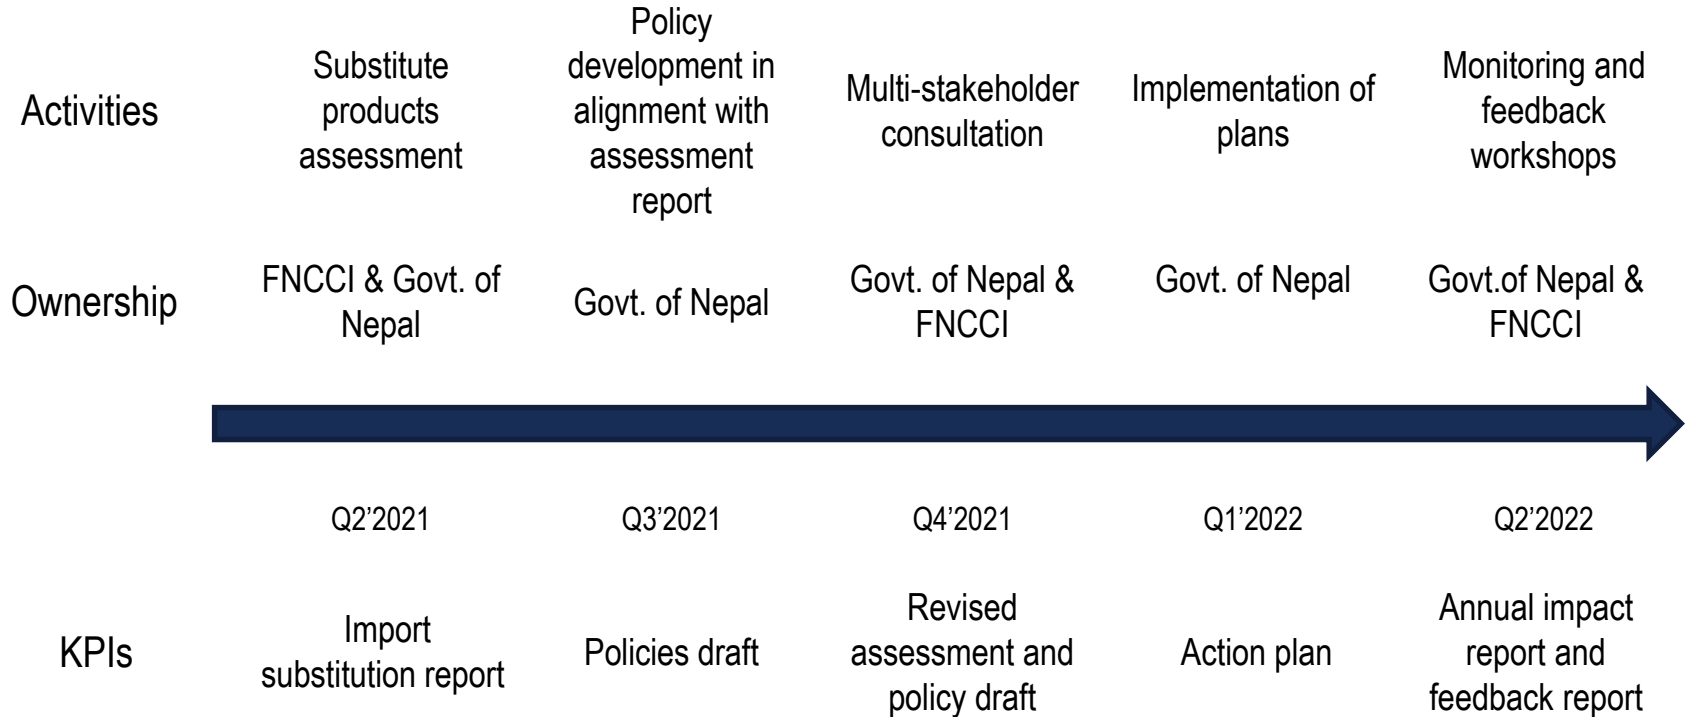 Activities
Substitute
products
assessment
Policy
development in
alignment with
assessment
report
Multi-stakeholder
consultation
Implementation of
plans
Monitoring and
feedback
workshops
Ownership
FNCCI & Govt. of
Nepal
Govt. of Nepal
Govt. of Nepal &
FNCCI
Govt. of Nepal
Govt.of Nepal &
FNCCI
Q2’2021
Q3’2021
Q4’2021
Q1’2022
Q2’2022
KPIs
Import
substitution report
Policies draft
Revised
assessment and
policy draft
Action plan
Annual impact
report and
feedback report